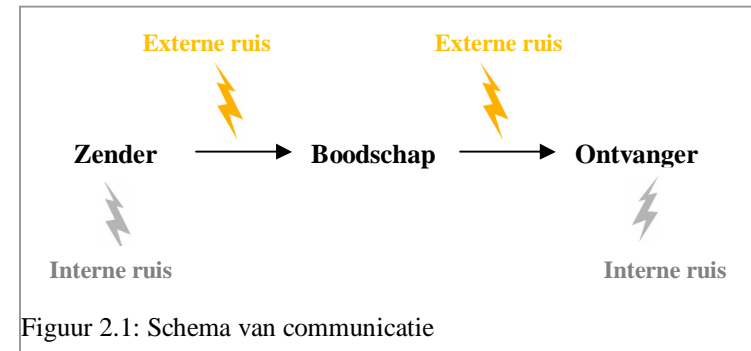 Externe ruis Externe ruis
Zender Boodschap Ontvanger
Interne ruis Interne ruis
Figuur 2.1: Schema van communicatie